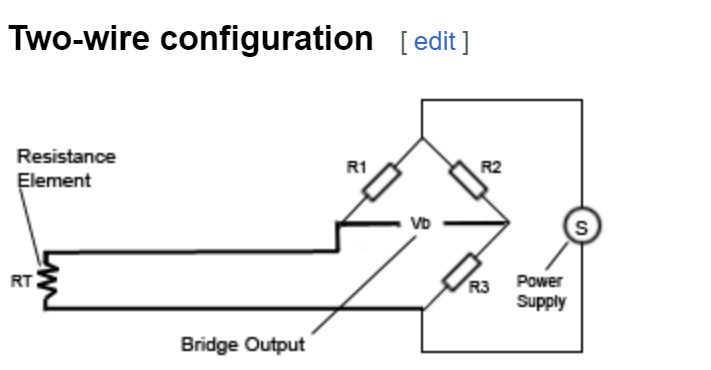 Two-wire configuration [ edit ]
Resistance
Element
R1
R2
Vb
S
RT
R3
Power
Supply
Bridge Output